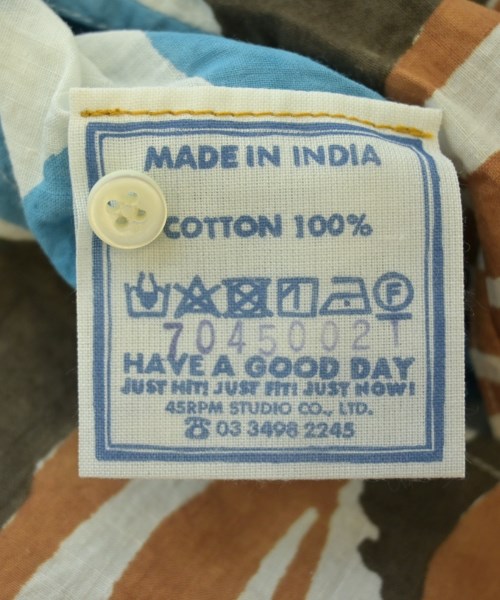 MADE IN INDIA
COTTON 100%
F
70450021
HAVE A GOOD DAY
JUST HIT! JUST FIT! JUST NOW!
45RPM STUDIO CO., LTD.
☎ 03 3498 2245